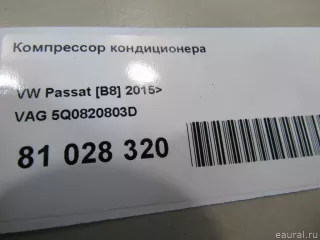 Компрессор кондиционера
VW Passat [B8] 2015>
VAG 5Q0820803D
81 028 320
eaural.ru